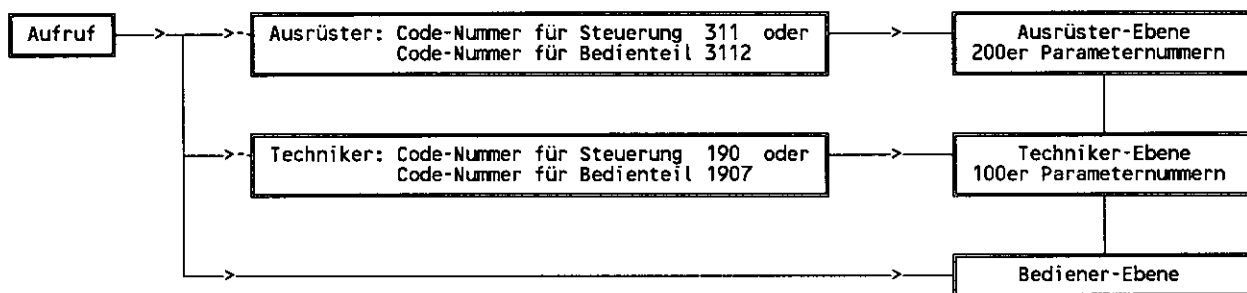 Aufruf
Ausrüster: Code-Nummer für Steuerung 311 oder
Code-Nummer für Bedienteil 3112
Ausrüster-Ebene
200er Parameternummern
Techniker: Code-Nummer für Steuerung 190 oder
Code-Nummer für Bedienteil 1907
Techniker-Ebene
100er Parameternummern
Bediener-Ebene